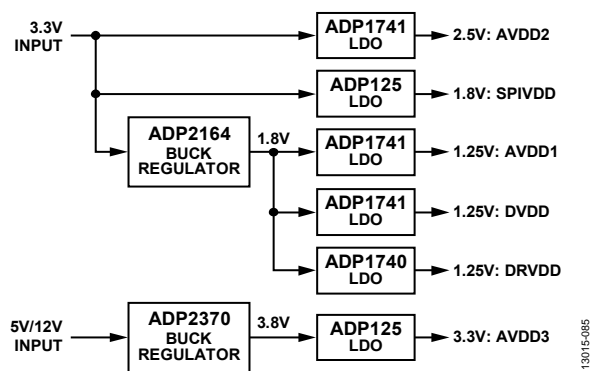 3.3V
INPUT
ADP1741
LDO
2.5V: AVDD2
ADP125
LDO
1.8V: SPIVDD
ADP2164
BUCK
REGULATOR
1.8V
ADP1741
LDO
1.25V: AVDD1
ADP1741
LDO
1.25V: DVDD
ADP1740
LDO
1.25V: DRVDD
5V/12V
INPUT
ADP2370
BUCK
REGULATOR
3.8V
ADP125
LDO
3.3V: AVDD3
13015-085